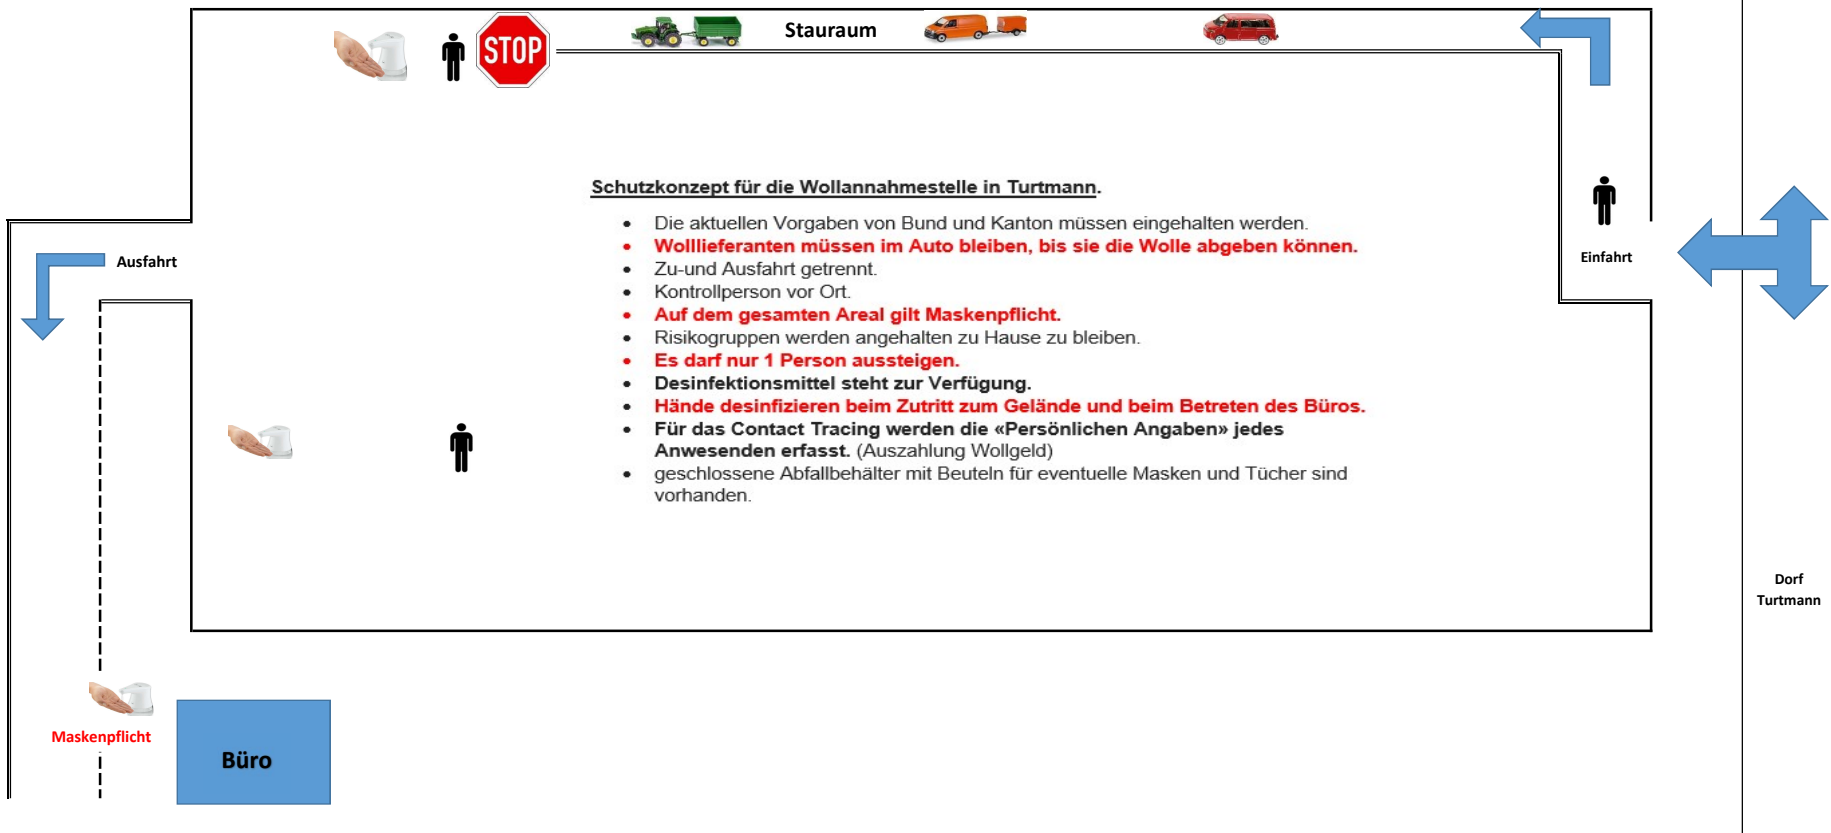 STOP
Stauraum
Schutzkonzept für die Wollannahmestelle in Turtmann.
Die aktuellen Vorgaben von Bund und Kanton müssen eingehalten werden.
Wolllieferanten müssen im Auto bleiben, bis sie die Wolle abgeben können.
Zu-und Ausfahrt getrennt.
Kontrollperson vor Ort.
Auf dem gesamten Areal gilt Maskenpflicht.
Risikogruppen werden angehalten zu Hause zu bleiben.
Es darf nur 1 Person aussteigen.
Desinfektionsmittel steht zur Verfügung.
Hände desinfizieren beim Zutritt zum Gelände und beim Betreten des Büros.
Für das Contact Tracing werden die «Persönlichen Angaben» jedes
Anwesenden erfasst. (Auszahlung Wollgeld)
geschlossene Abfallbehälter mit Beuteln für eventuelle Masken und Tücher sind
vorhanden.
Ausfahrt
Einfahrt
Dorf
Turtmann
Maskenpflicht
Büro